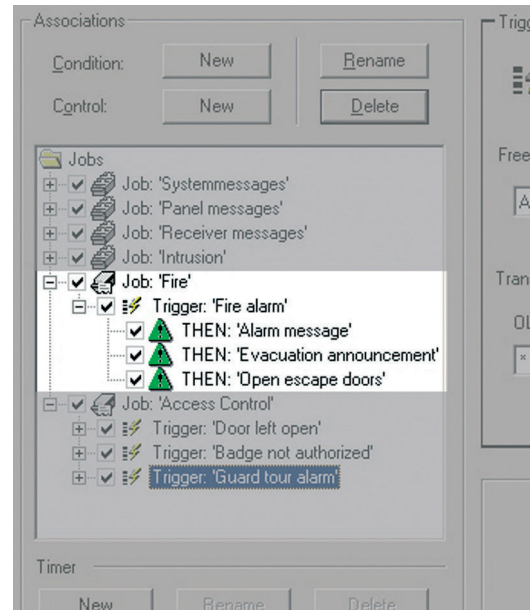 Associations
Trigg
Condition: New Rename
Control: New Delete
Free
Jobs
Job: 'Systemmessages'
Job: 'Panel messages'
Job: 'Receiver messages'
Job: 'Intrusion'
Job: 'Fire'
Trigger: 'Fire alarm'
THEN: 'Alarm message'
THEN: 'Evacuation announcement'
THEN: 'Open escape doors'
Job: 'Access Control'
Trigger: 'Door left open'
Trigger: 'Badge not authorized'
Trigger: 'Guard tour alarm'
A
Tran
*
Timer
New Rename Delete